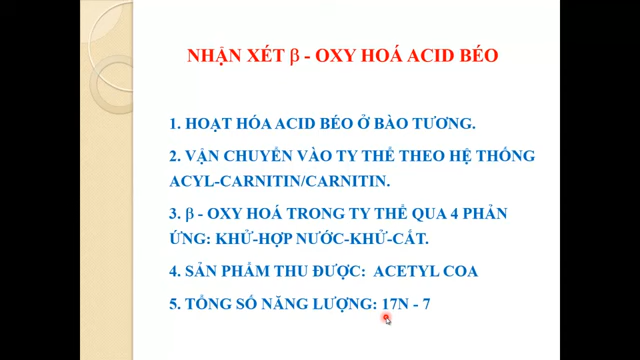 NHẬN XÉT β - OXY HOÁ ACID BÉO
1. HOẠT HÓA ACID BÉO Ở BÀO TƯƠNG.
2. VẬN CHUYỂN VÀO TY THỂ THEO HỆ THỐNG
ACYL-CARNITIN/CARNITIN.
3. β - OXY HOÁ TRONG TY THỂ QUA 4 PHẢN
ỨNG: KHỬ-HỢP NƯỚC-KHỬ-CẮT.
4. SẢN PHẨM THU ĐƯỢC: ACETYL COA
5. TỔNG SỐ NĂNG LƯỢNG: 17N - 7